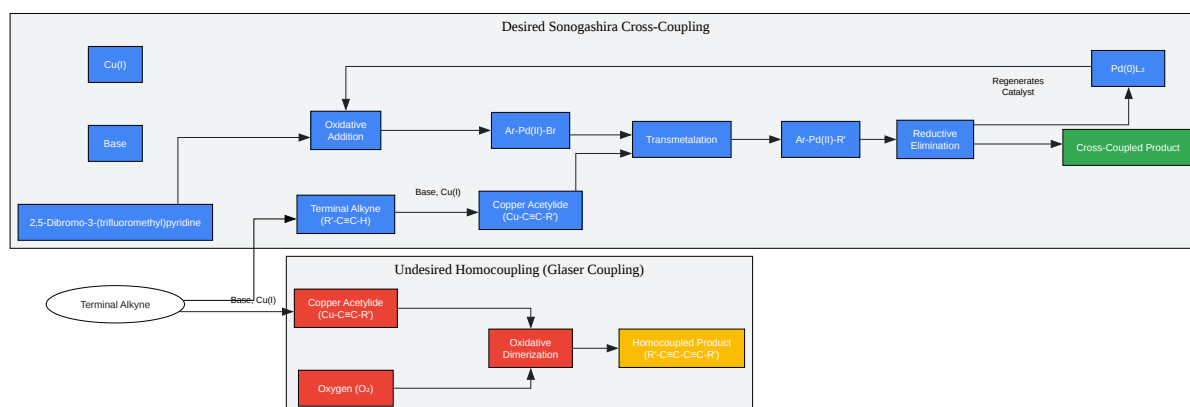 Desired Sonogashira Cross-Coupling
Cu(I)
Pd(0)L₂
Regenerates
Catalyst
Oxidative
Addition
Ar-Pd(II)-Br
Base
Transmetalation
Ar-Pd(II)-R'
Reductive
Elimination
Cross-Coupled Product
2,5-Dibromo-3-(trifluoromethyl)pyridine
Terminal Alkyne
(R'-C≡C-H)
Base, Cu(I)
Copper Acetylide
(Cu-C≡C-R')
Undesired Homocoupling (Glaser Coupling)
Terminal Alkyne
Base, Cu(I)
Copper Acetylide
(Cu-C≡C-R')
Oxidative
Dimerization
Homocoupled Product
(R'-C≡C-C≡C-R')
Oxygen (O₂)